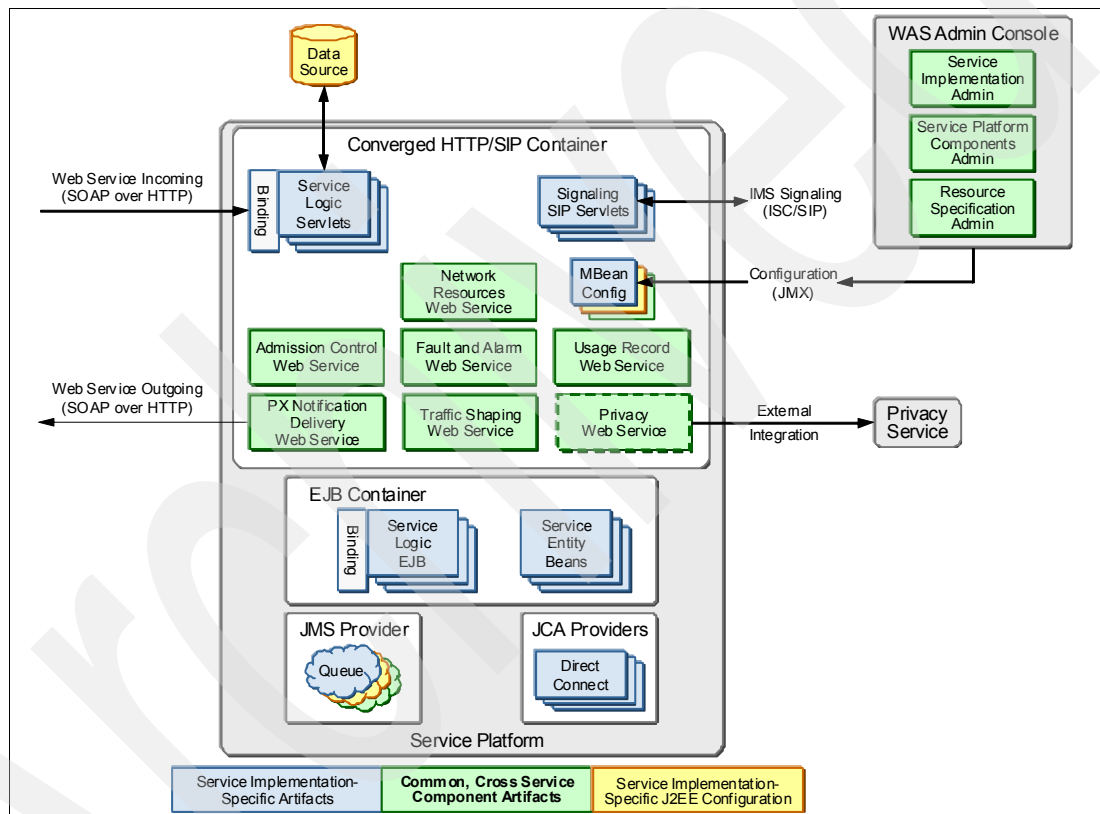 Data
Source
WAS Admin Console
Service
Implementation
Admin
Service Platform
Components
Admin
Resource
Specification
Admin
Converged HTTP/SIP Container
Web Service Incoming
(SOAP over HTTP)
Binding
Service
Logic
Servlets
Signaling
SIP Servlets
IMS Signaling
(ISC/SIP)
Network
Resources
Web Service
MBean
Config
Configuration
(JMX)
Admission Control
Web Service
Fault and Alarm
Web Service
Usage Record
Web Service
Web Service Outgoing
(SOAP over HTTP)
PX Notification
Delivery
Web Service
Traffic Shaping
Web Service
Privacy
Web Service
External
Integration
Privacy
Service
EJB Container
Binding
Service
Logic
EJB
Service
Entity
Beans
JMS Provider
Queue
JCA Providers
Direct
Connect
Service Platform
Service Implementation-
Specific Artifacts
Common, Cross Service
Component Artifacts
Service Implementation-
Specific J2EE Configuration